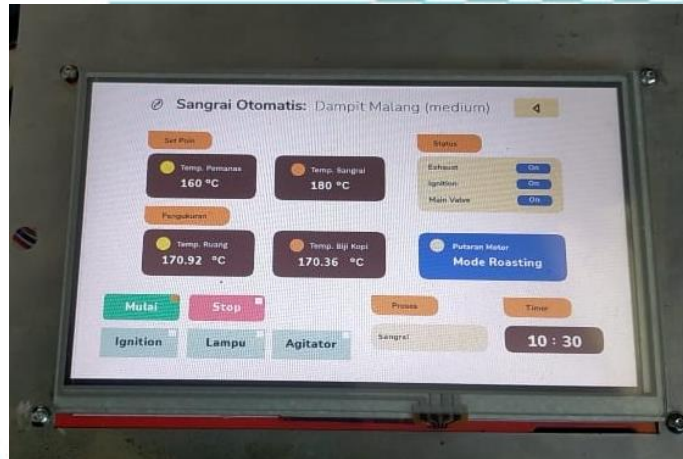 Sangrai Otomatis: Dampit Malang (medium)
Set Poin
Status
Temp. Pemanas
160 °C
Temp. Sangrai
180 °C
Exhaust On
Ignition On
Main Valve On
Pengukuran
Temp. Ruang
170.92 °C
Temp. Biji Kopi
170.36 °C
Putaran Motor
Mode Roasting
Mulai
Stop
Proses
Timer
Ignition
Lampu
Agitator
Sangrai
10 : 30